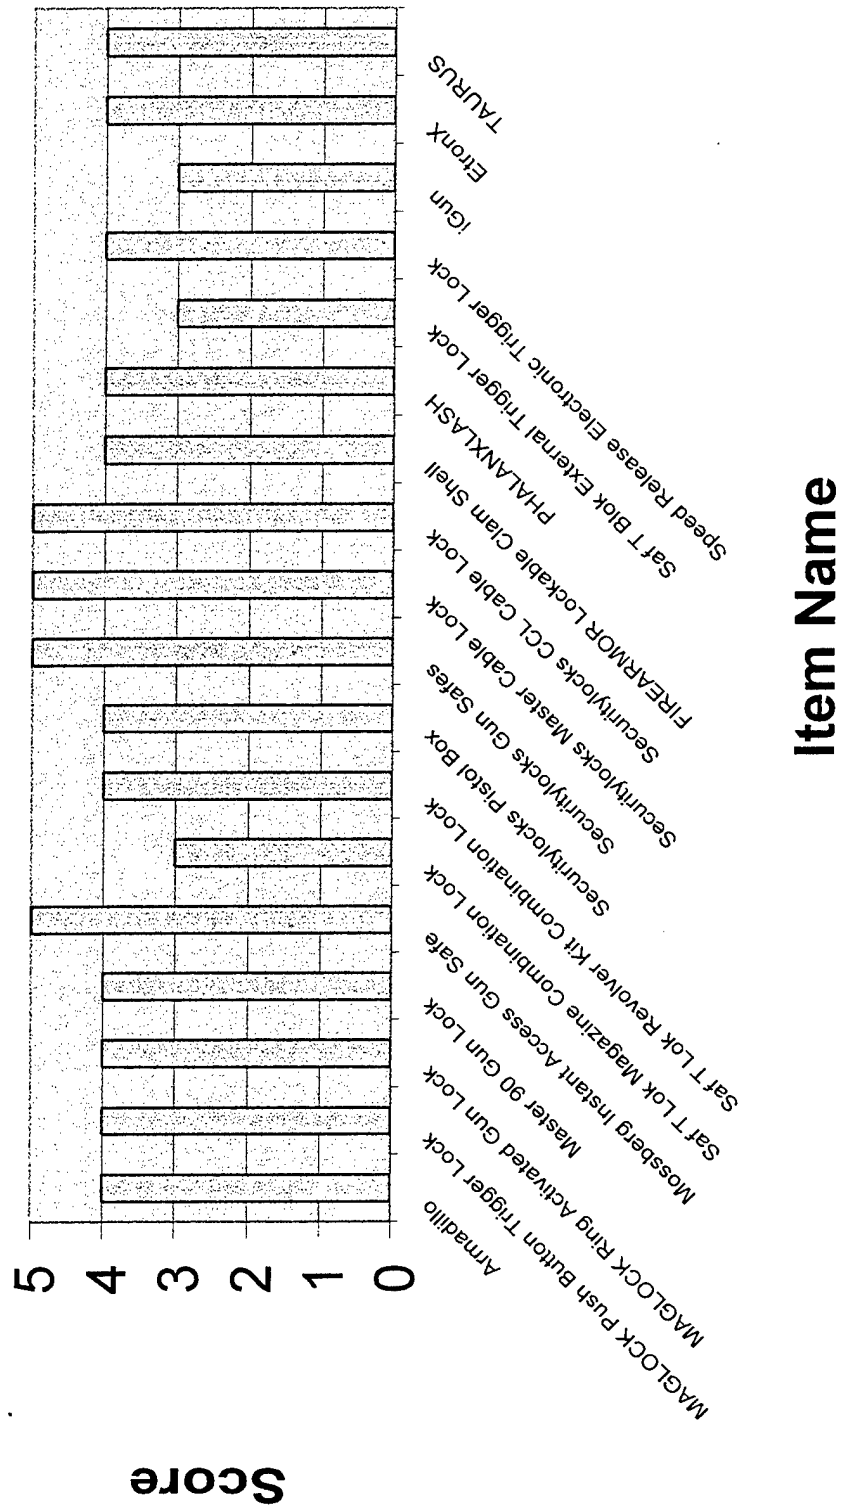 Score
5
4
3
2
1
0
Armadillo
MAGLOCK Push Button Trigger Lock
MAGLOCK Ring Activated Gun Lock
Master 90 Gun Lock
Mossberg Instant Access Gun Safe
Saf T Lok Magazine Combination Lock
Saf T Lok Revolver Kit Combination Lock
Securitylocks Pistol Box
Securitylocks Gun Safes
Securitylocks Master Cable Lock
Securitylocks CCL Cable Lock
FIREARMOR Lockable Clam Shell
PHALANXLASH
Saf T Blok External Trigger Lock
Speed Release Electronic Trigger Lock
iGun
EtronX
TAURUS
Item Name